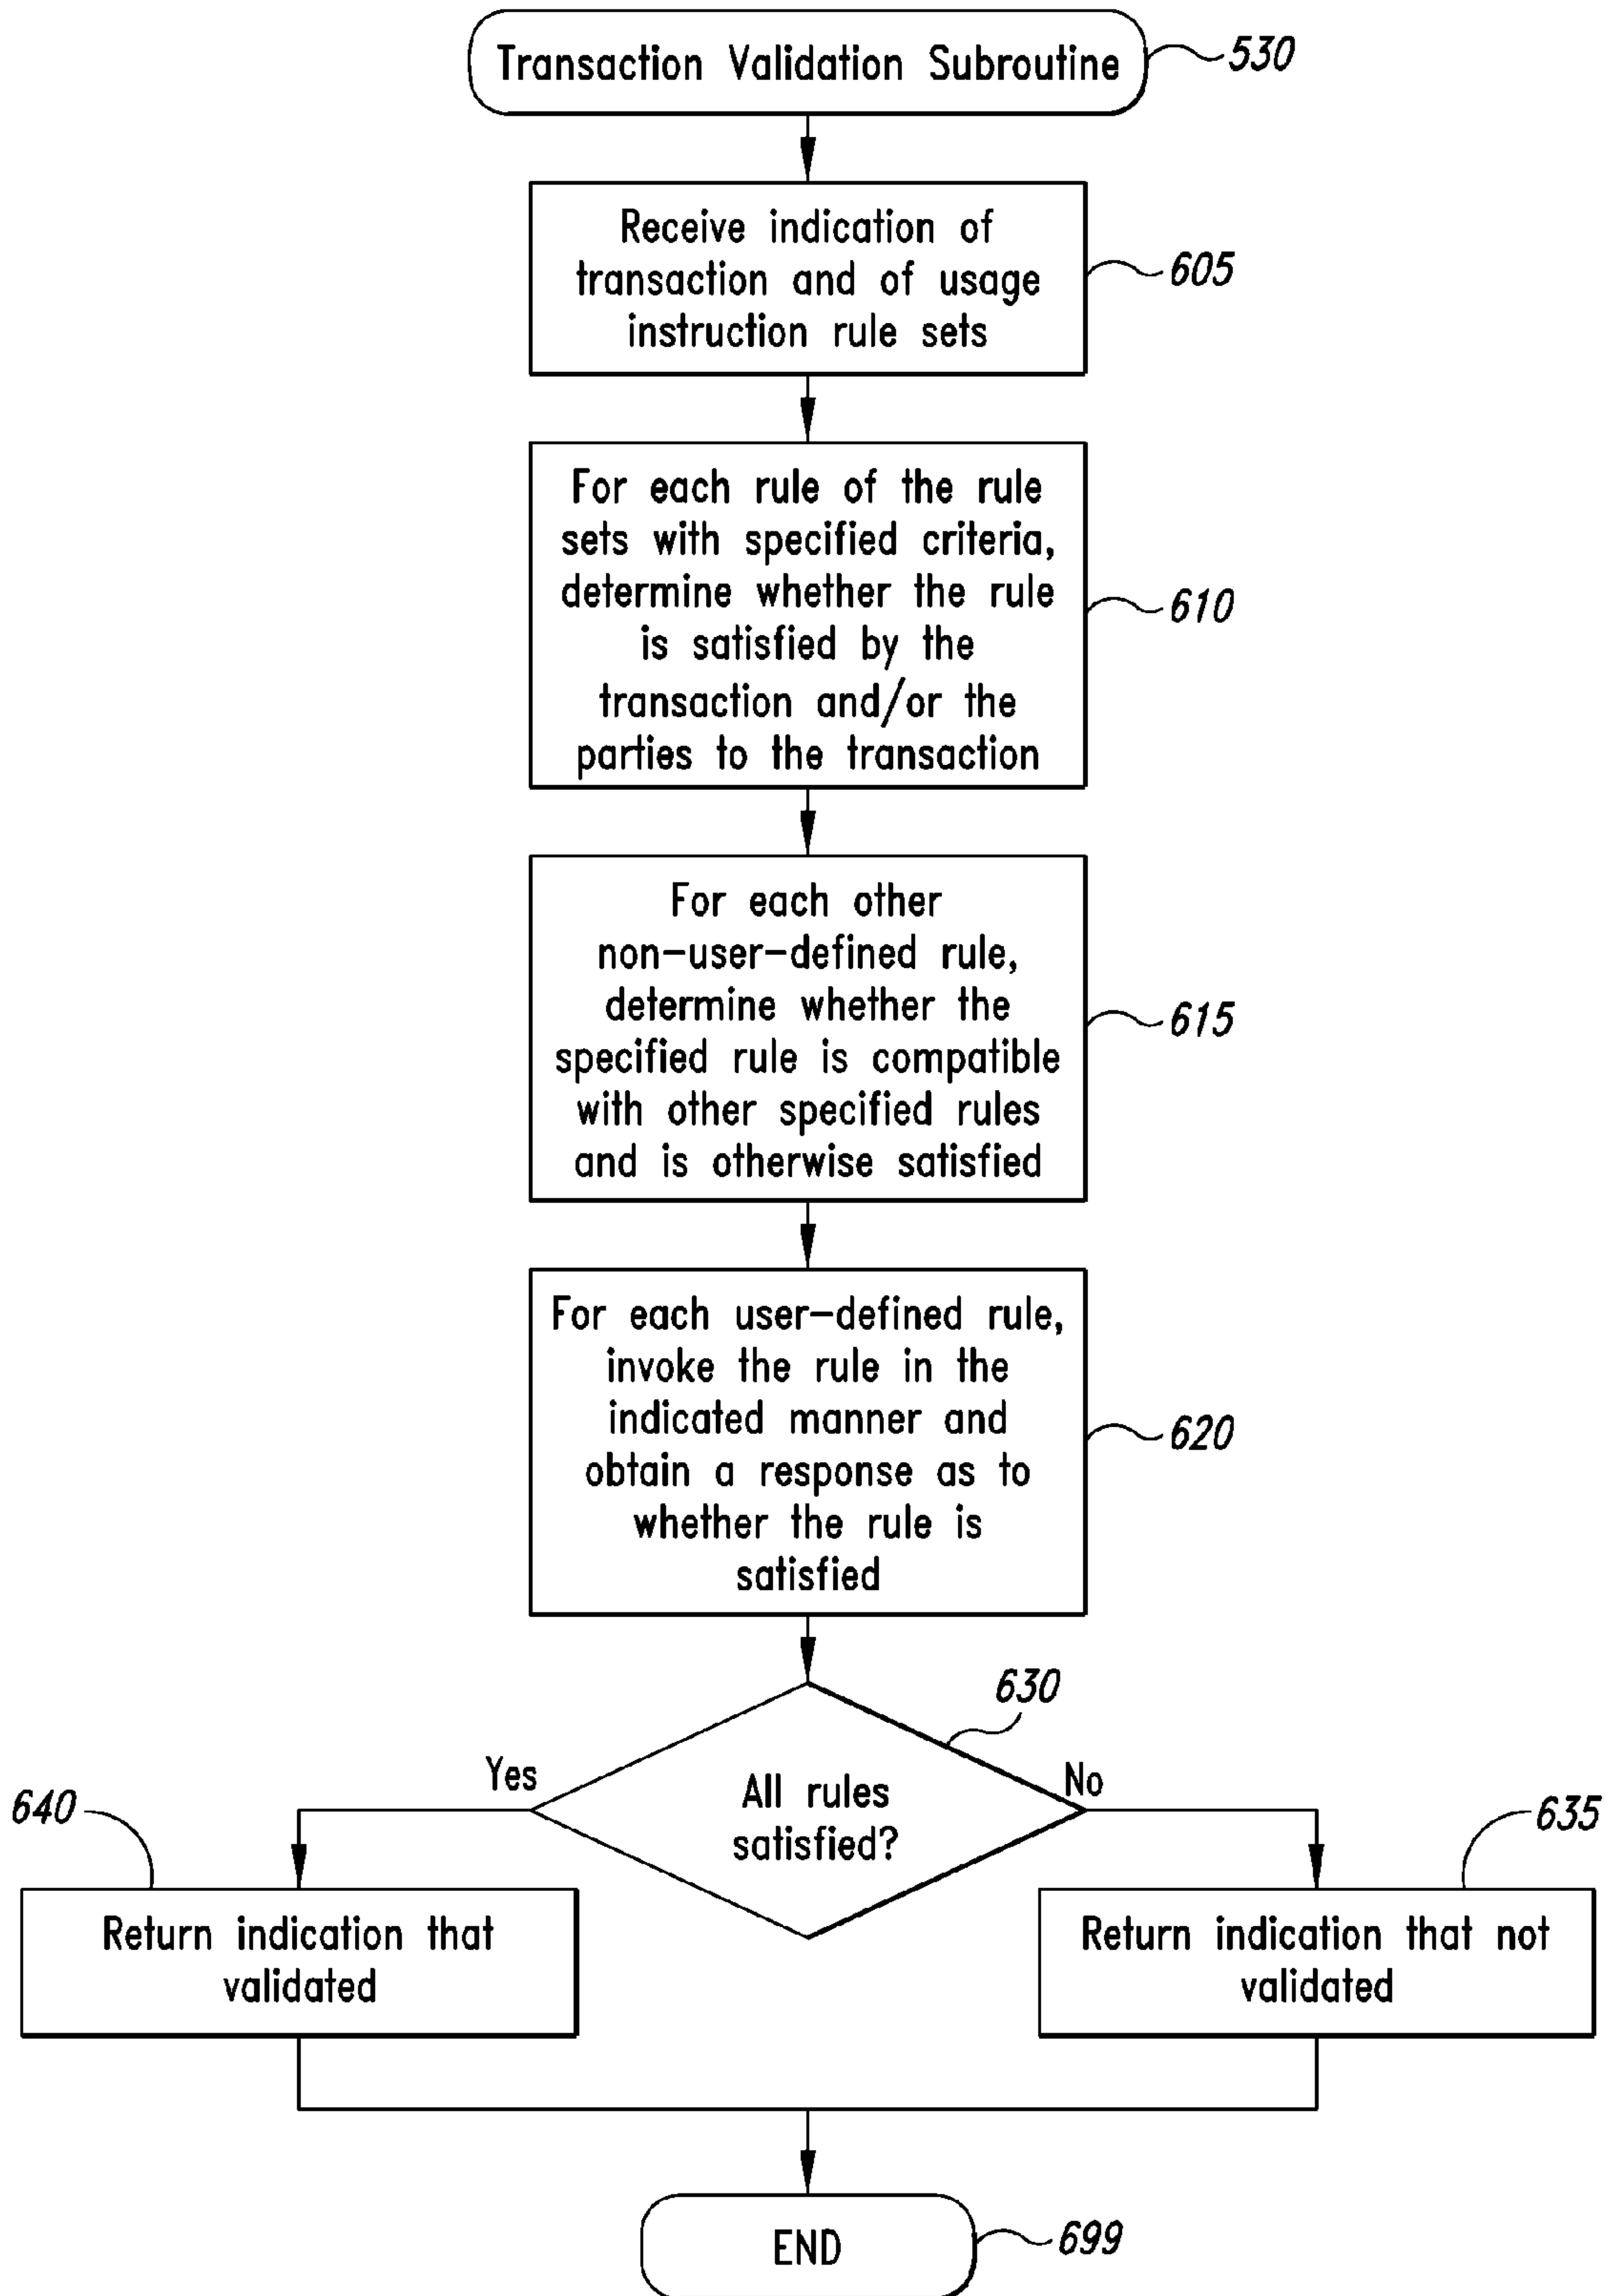 Transaction Validation Subroutine
530
Receive indication of
transaction and of usage
instruction rule sets
605
For each rule of the rule
sets with specified criteria,
determine whether the rule
is satisfied by the
transaction and/or the
parties to the transaction
610
For each other
non-user-defined rule,
determine whether the
specified rule is compatible
with other specified rules
and is otherwise satisfied
615
For each user-defined rule,
invoke the rule in the
indicated manner and
obtain a response as to
whether the rule is
satisfied
620
630
All rules
satisfied?
Yes
No
640
Return indication that
validated
635
Return indication that not
validated
END
699